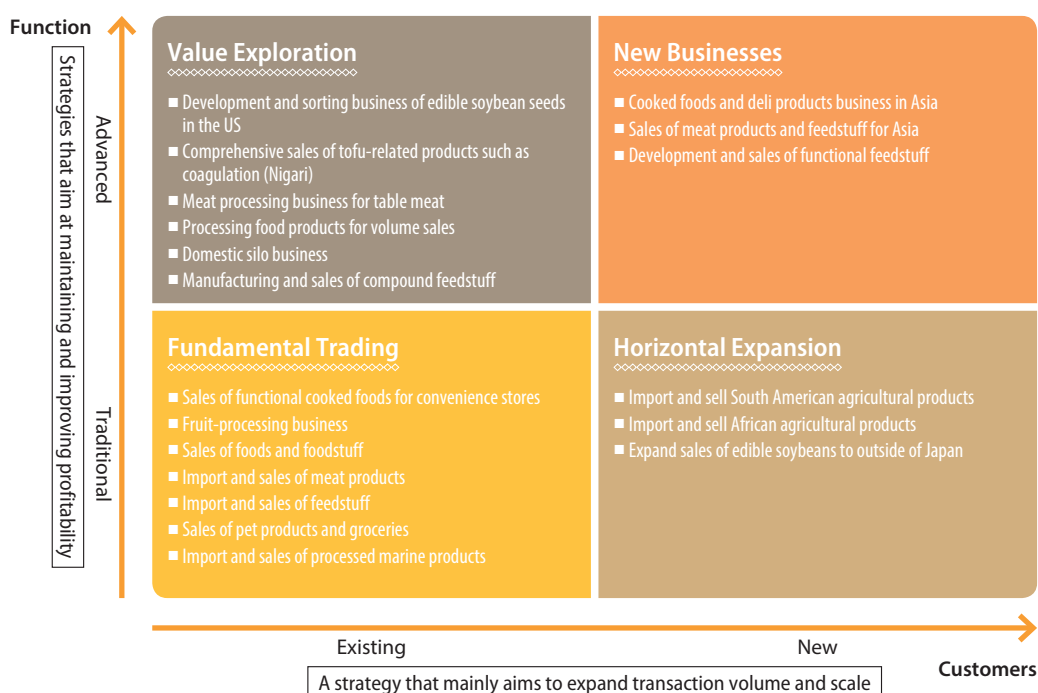 Function
Strategies that aim at maintaining and improving profitability
Advanced
Traditional
Value Exploration
■ Development and sorting business of edible soybean seeds
in the US
■ Comprehensive sales of tofu-related products such as
coagulation (Nigari)
■ Meat processing business for table meat
■ Processing food products for volume sales
■ Domestic silo business
■ Manufacturing and sales of compound feedstuff
New Businesses
■ Cooked foods and deli products business in Asia
■ Sales of meat products and feedstuff for Asia
■ Development and sales of functional feedstuff
Fundamental Trading
■ Sales of functional cooked foods for convenience stores
■ Fruit-processing business
■ Sales of foods and foodstuff
■ Import and sales of meat products
■ Import and sales of feedstuff
■ Sales of pet products and groceries
■ Import and sales of processed marine products
Horizontal Expansion
■ Import and sell South American agricultural products
■ Import and sell African agricultural products
■ Expand sales of edible soybeans to outside of Japan
Existing
New
Customers
A strategy that mainly aims to expand transaction volume and scale